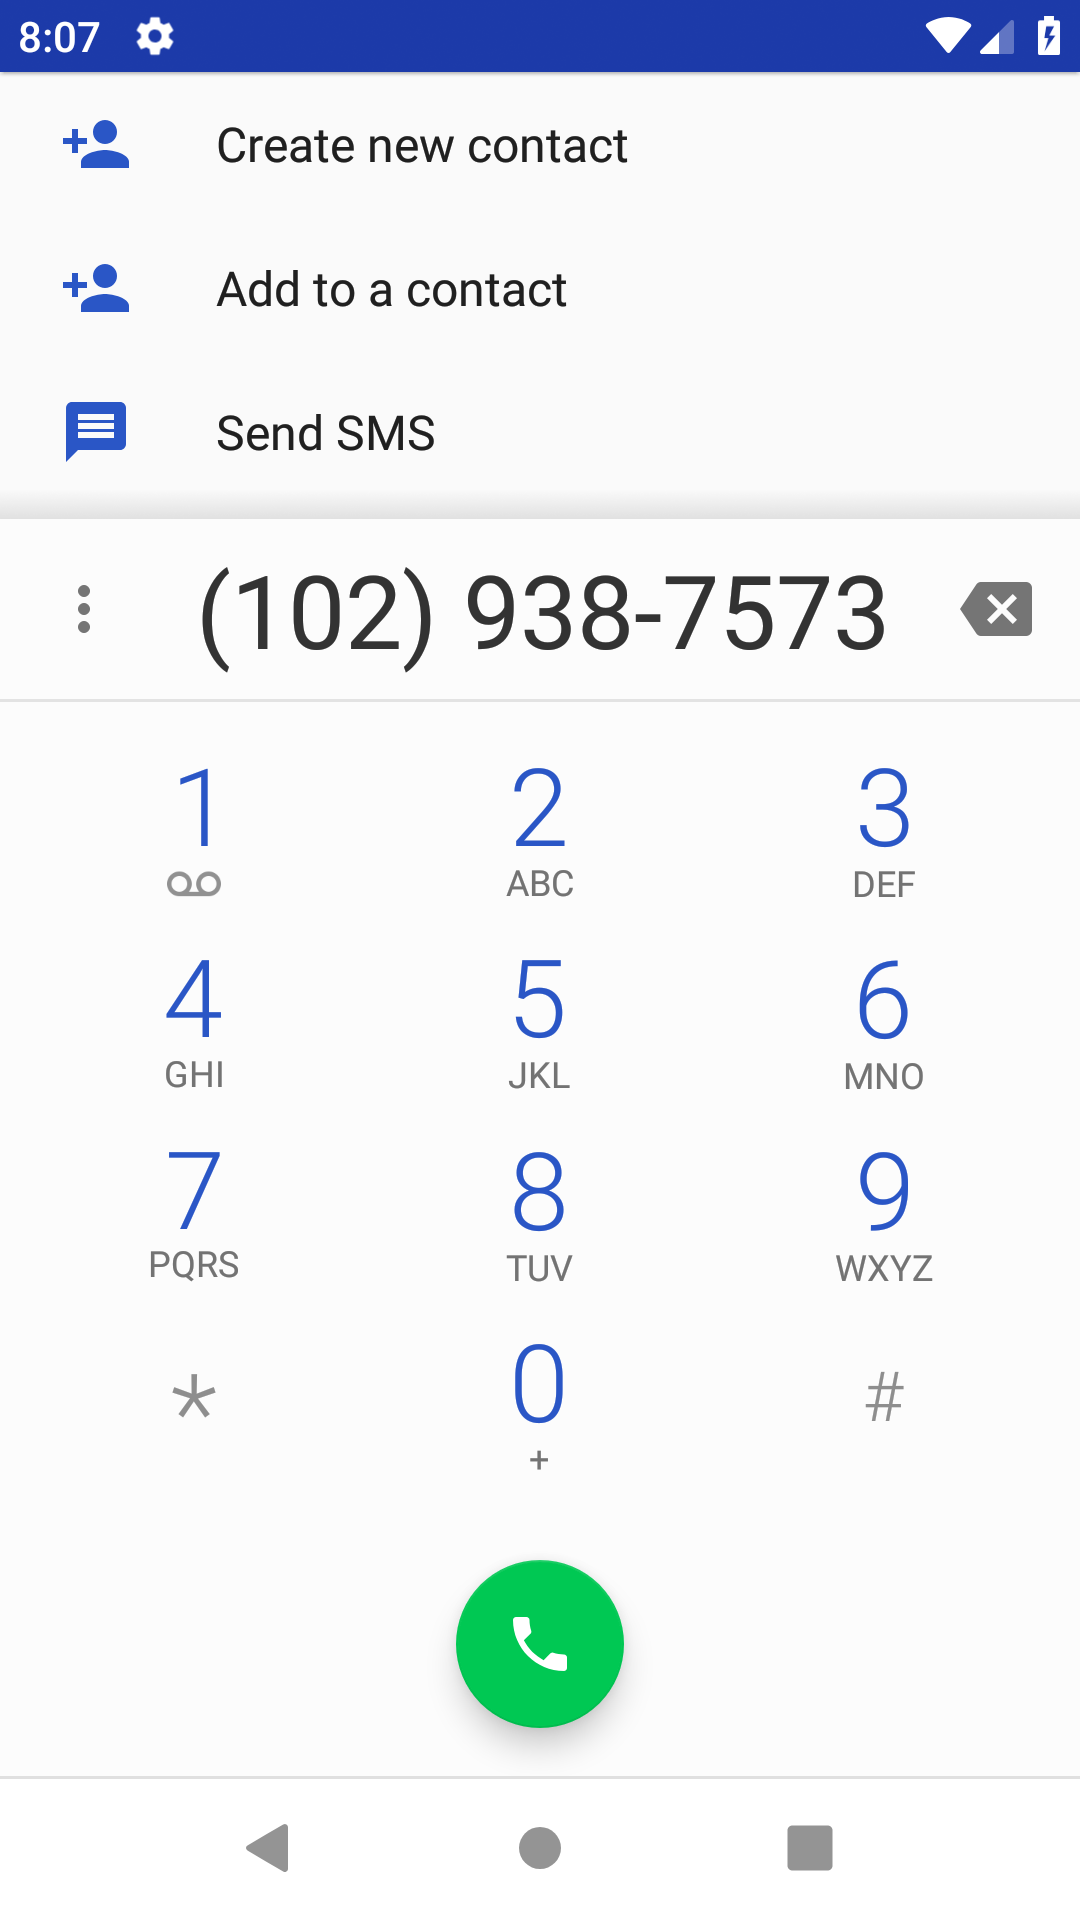 8:07
Create new contact
Add to a contact
Send SMS
(102) 938-7573
1 2 3
ABC DEF
4 5 6
GHI JKL MNO
7 8 9
PQRS TUV WXYZ
* 0 #
+